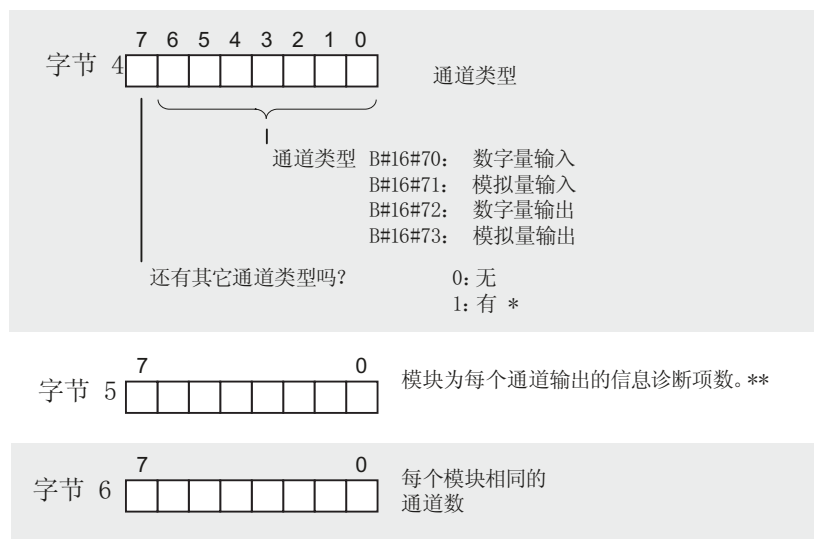 7 6 5 4 3 2 1 0
字节 4
通道类型
通道类型 B#16#70: 数字量输入
B#16#71: 模拟量输入
B#16#72: 数字量输出
B#16#73: 模拟量输出
还有其它通道类型吗? 0: 无
1: 有 *
7 0
字节 5
模块为每个通道输出的信息诊断项数。**
7 0
字节 6
每个模块相同的
通道数